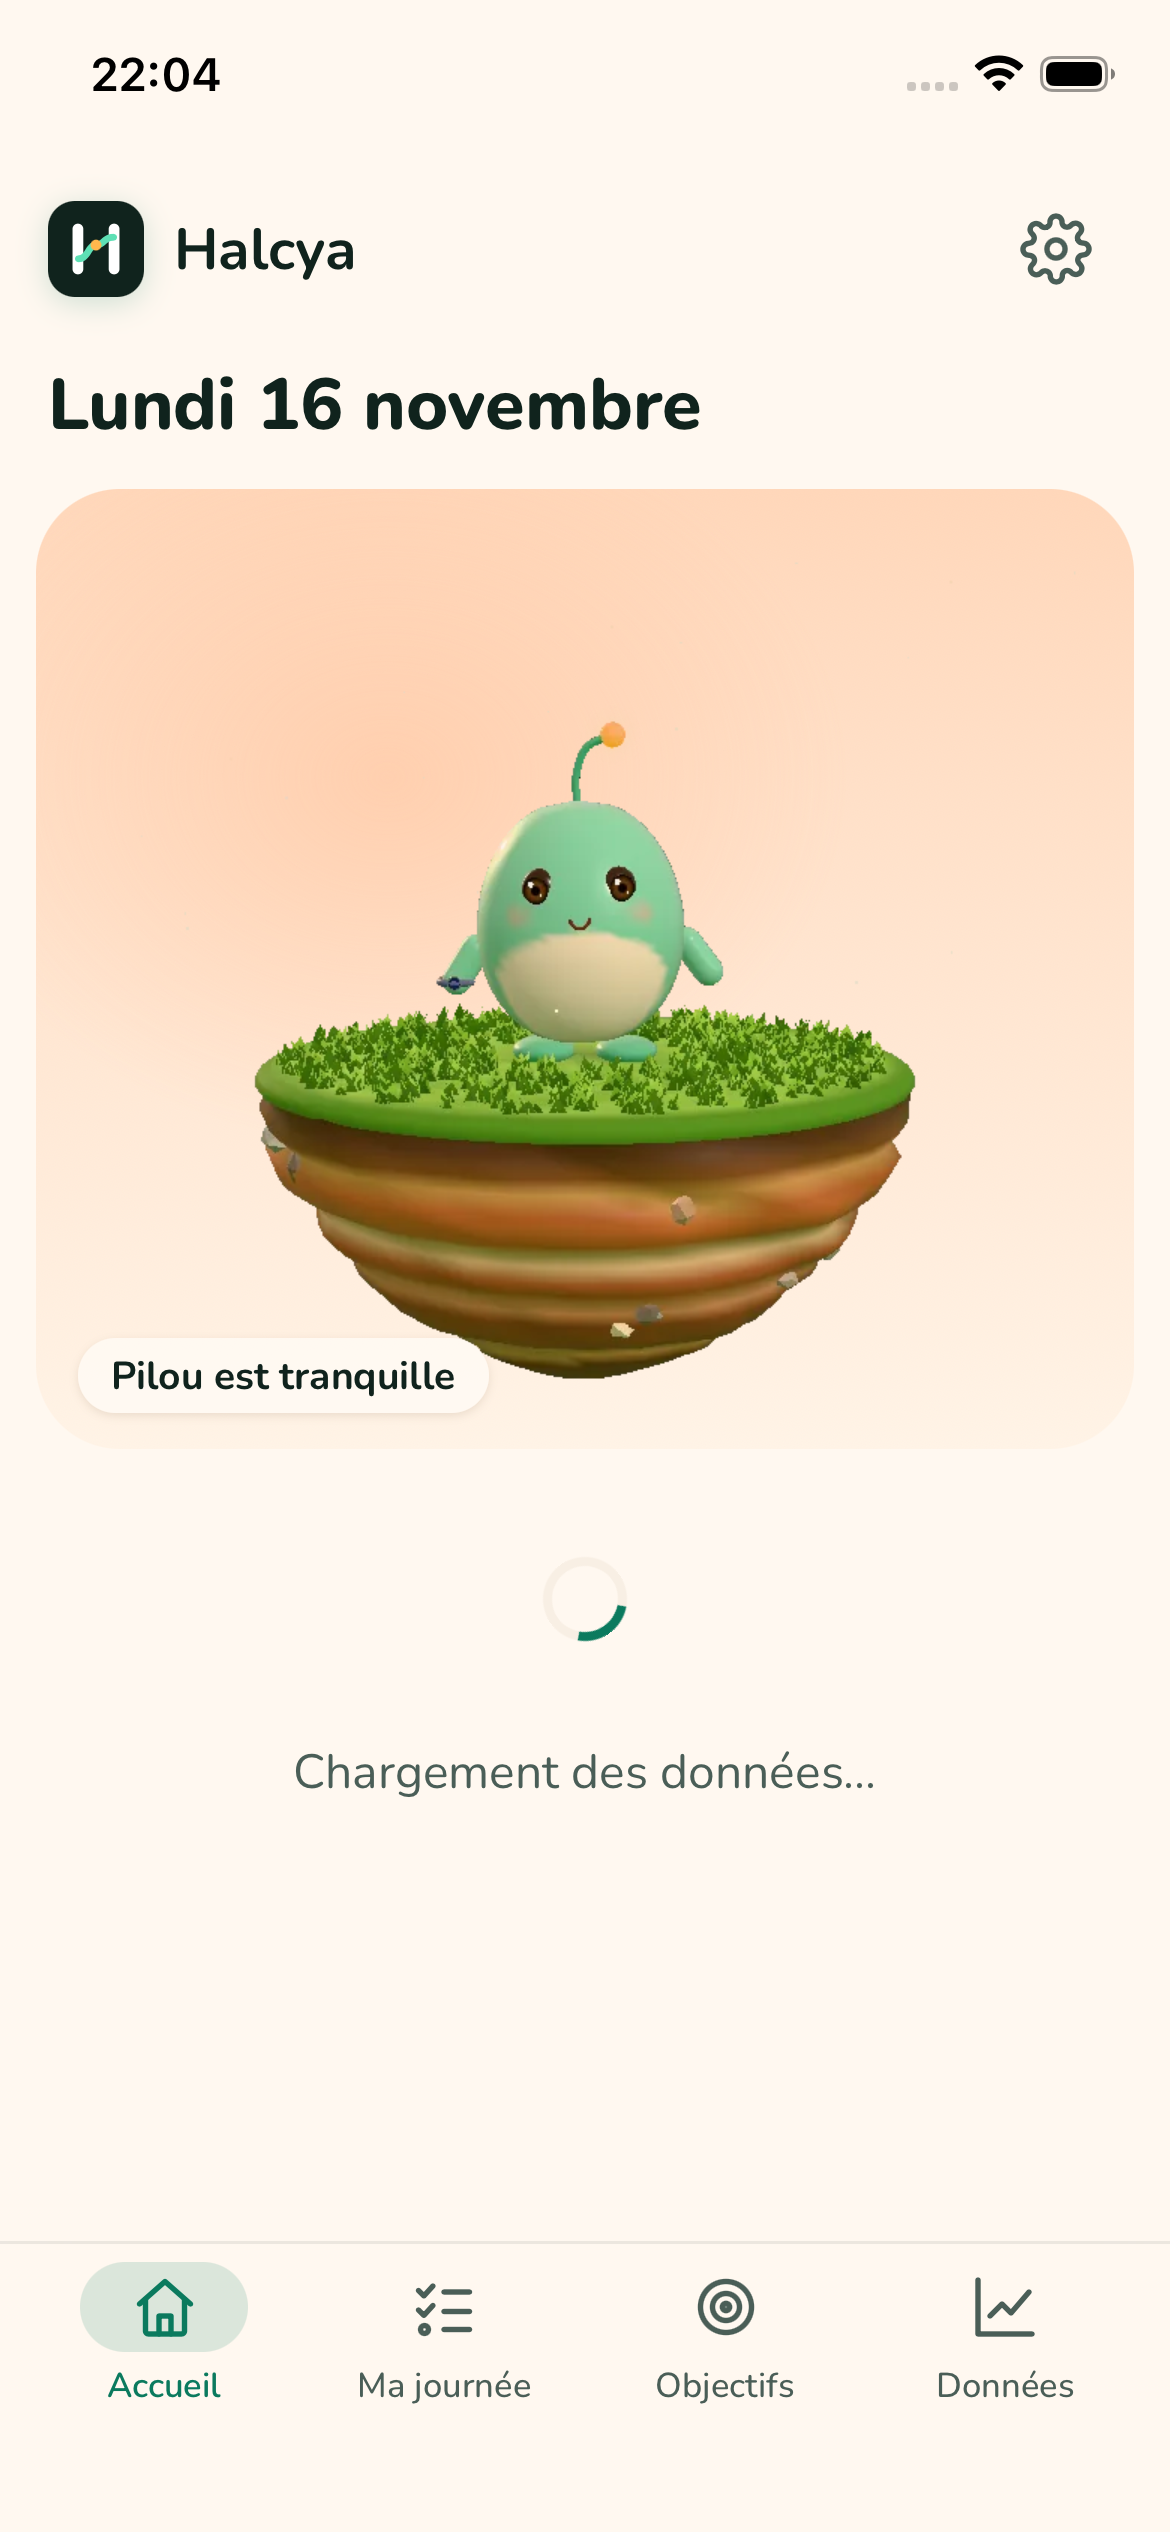 22:04
Halcya
Lundi 16 novembre
Pilou est tranquille
Chargement des données...
Accueil
Ma journée
Objectifs
Données